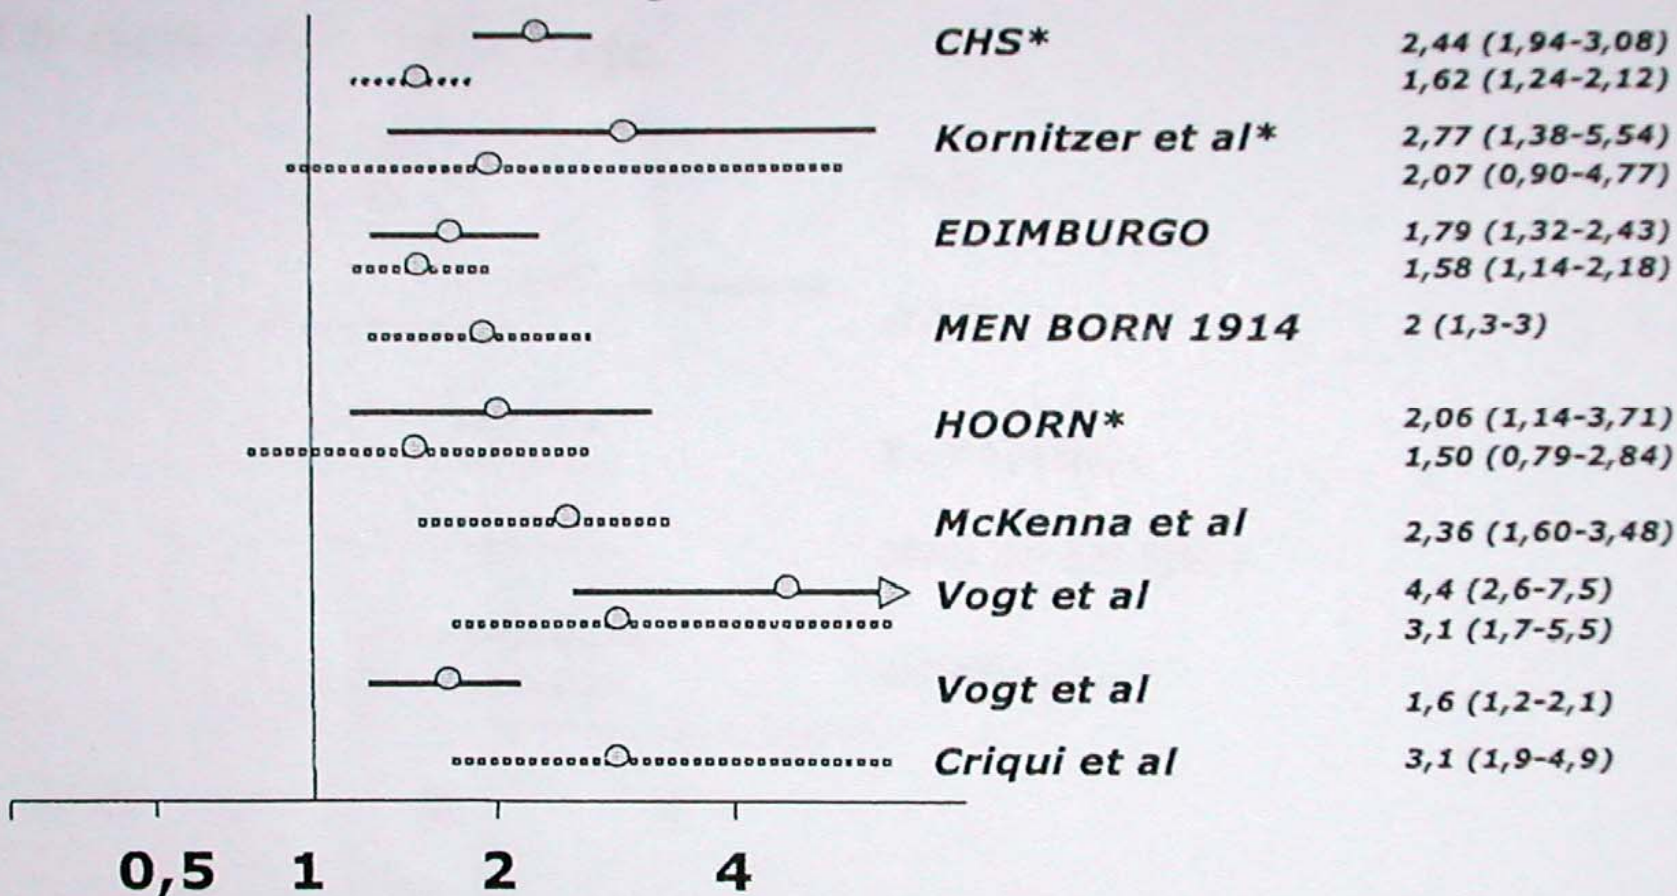 CHS* 2,44 (1,94-3,08)
1,62 (1,24-2,12)
Kornitzer et al* 2,77 (1,38-5,54)
2,07 (0,90-4,77)
EDIMBURGO 1,79 (1,32-2,43)
1,58 (1,14-2,18)
MEN BORN 1914 2 (1,3-3)
HOORN* 2,06 (1,14-3,71)
1,50 (0,79-2,84)
McKenna et al 2,36 (1,60-3,48)
Vogt et al 4,4 (2,6-7,5)
3,1 (1,7-5,5)
Vogt et al 1,6 (1,2-2,1)
Criqui et al 3,1 (1,9-4,9)
0,5 1 2 4